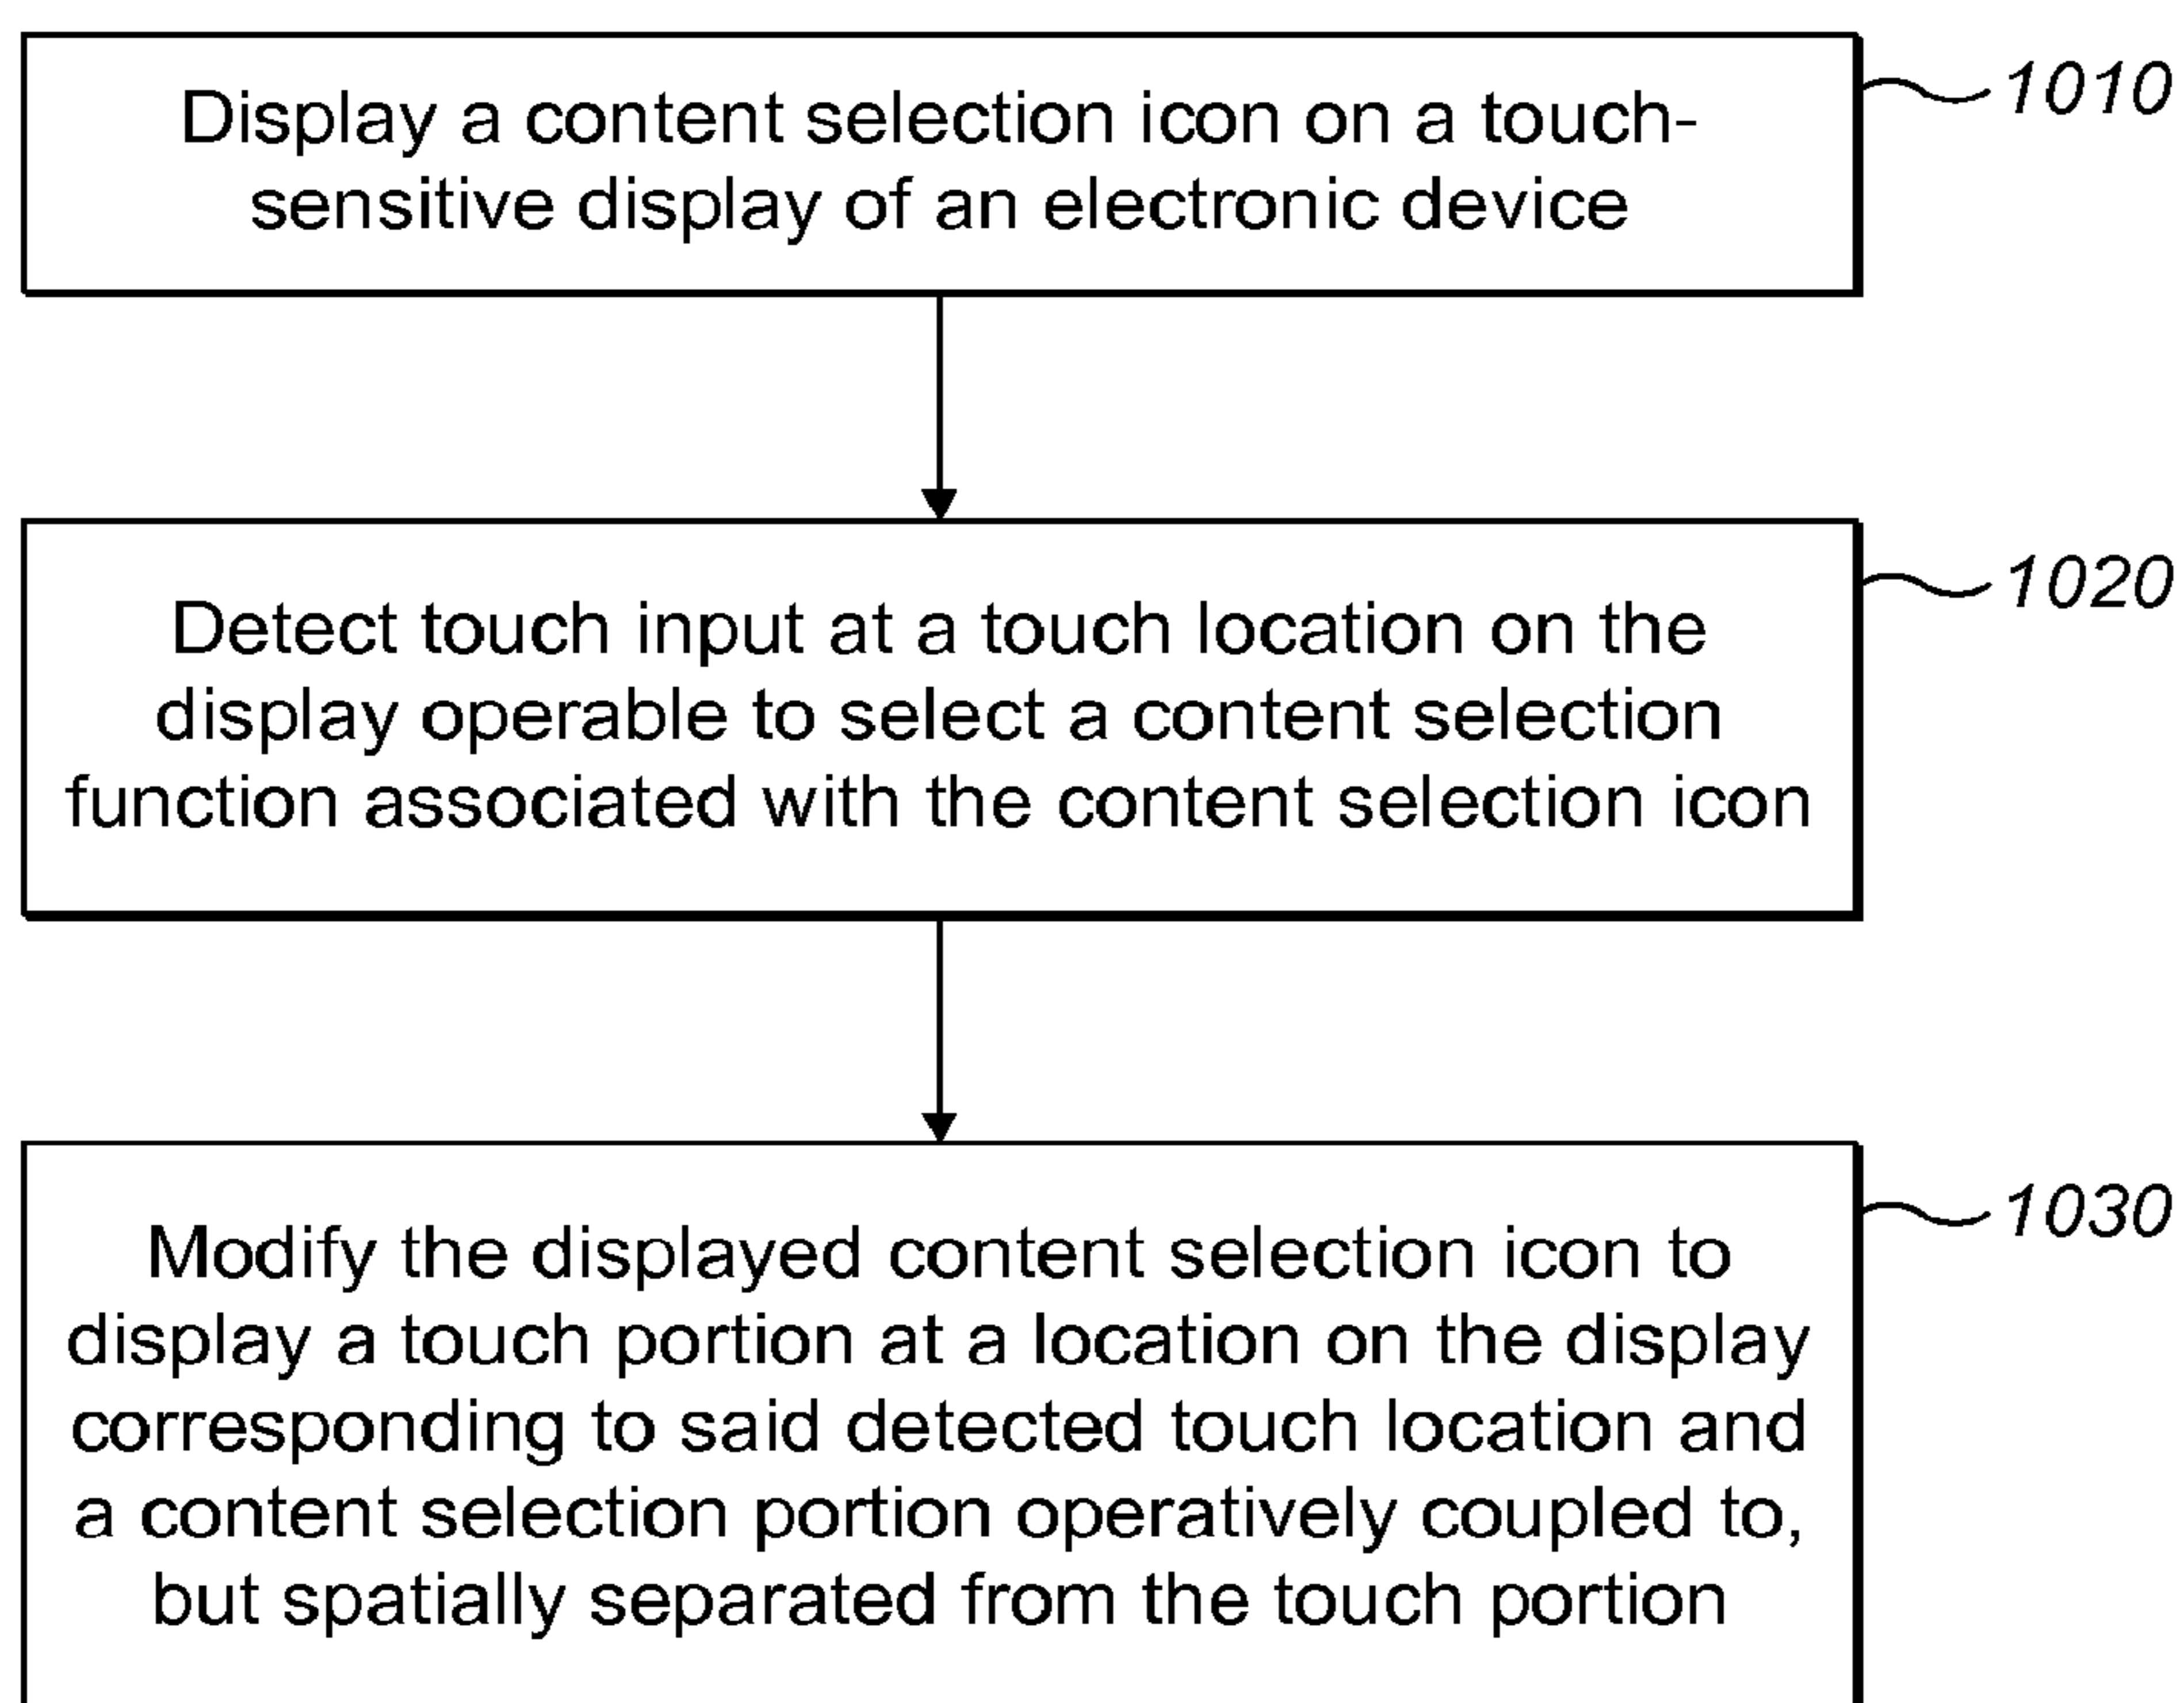 Display a content selection icon on a touch-
sensitive display of an electronic device
1010
Detect touch input at a touch location on the
display operable to select a content selection
function associated with the content selection icon
1020
Modify the displayed content selection icon to
display a touch portion at a location on the display
corresponding to said detected touch location and
a content selection portion operatively coupled to,
but spatially separated from the touch portion
1030